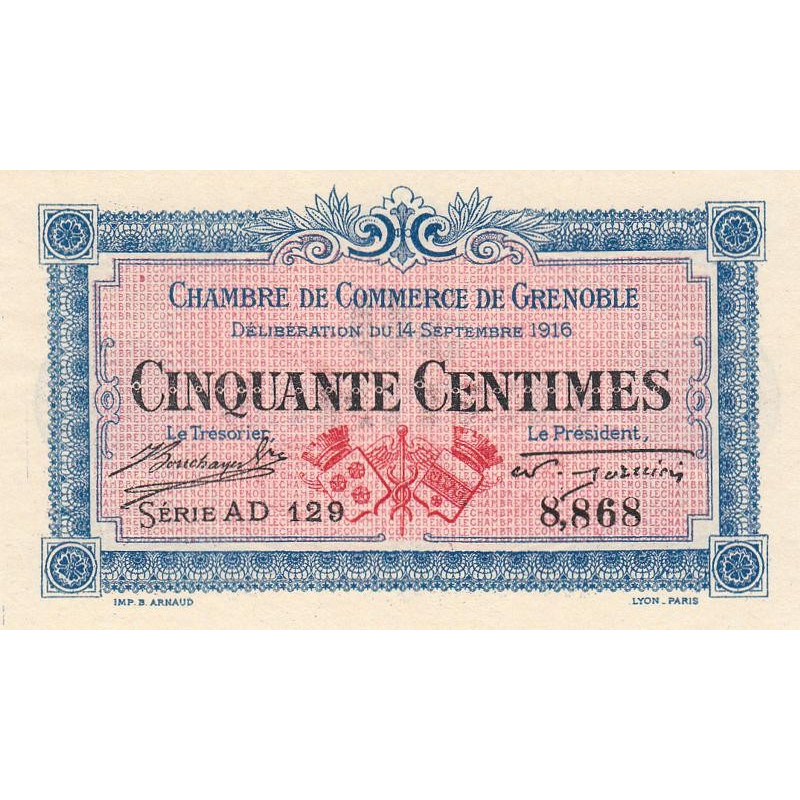 CHAMBRE DE COMMERCE DE GRENOBLE
DÉLIBÉRATION DU 14 SEPTEMBRE 1916
CINQUANTE CENTIMES
Le Trésorier
Le Président,
SÉRIE AD 129
8,868
IMP. B. ARNAUD
LYON - PARIS